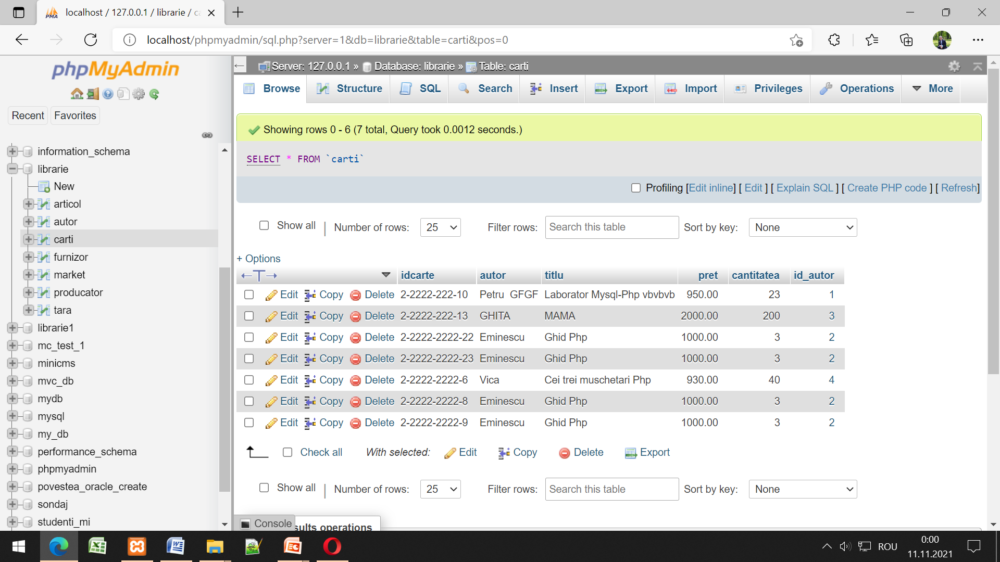 localhost / 127.0.0.1 / librarie / ca
localhost/phpmyadmin/sql.php?server=1&db=librarie&table=carti&pos=0
phpMyAdmin
Recent Favorites
information_schema
librarie
New
articol
autor
carti
furnizor
market
producator
tara
librarie1
mc_test_1
minicms
mvc_db
mydb
mysql
my_db
performance_schema
phpmyadmin
povestea_oracle_create
sondaj
studenti_mi
Server: 127.0.0.1 » Database: librarie » Table: carti
Browse Structure SQL Search Insert Export Import Privileges Operations More
Showing rows 0 - 6 (7 total, Query took 0.0012 seconds.)
SELECT * FROM `carti`
Profiling [Edit inline] [ Edit ] [ Explain SQL ] [ Create PHP code ] [ Refresh]
Show all | Number of rows: 25 Filter rows: Search this table Sort by key: None
+ Options
←T→ idcarte autor titlu pret cantitatea id_autor
Edit Copy Delete 2-2222-222-10 Petru GFGF Laborator Mysql-Php vbvbvb 950.00 23 1
Edit Copy Delete 2-2222-222-13 GHITA MAMA 2000.00 200 3
Edit Copy Delete 2-2222-2222-22 Eminescu Ghid Php 1000.00 3 2
Edit Copy Delete 2-2222-2222-23 Eminescu Ghid Php 1000.00 3 2
Edit Copy Delete 2-2222-2222-6 Vica Cei trei muschetari Php 930.00 40 4
Edit Copy Delete 2-2222-2222-8 Eminescu Ghid Php 1000.00 3 2
Edit Copy Delete 2-2222-2222-9 Eminescu Ghid Php 1000.00 3 2
Check all With selected: Edit Copy Delete Export
Show all | Number of rows: 25 Filter rows: Search this table Sort by key: None
Console sults operations
ROU
0:00
11.11.2021